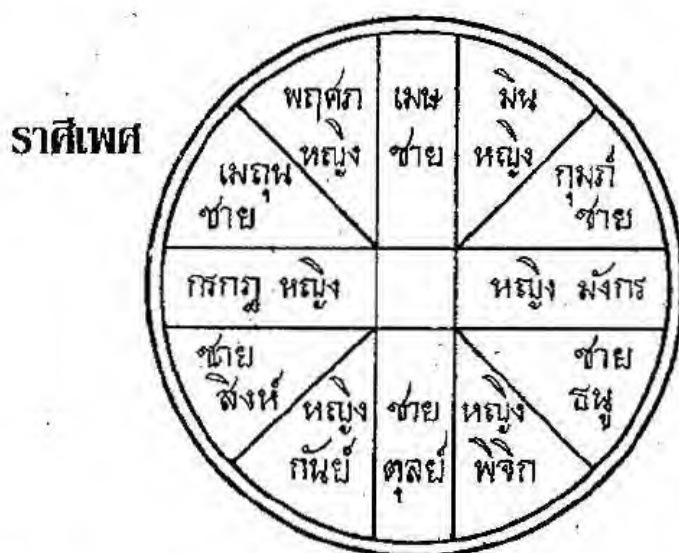 ราศีเพศ
พฤศภ
หญิง
เมษ
ชาย
มีน
หญิง
เมถุน
ชาย
กุมภ์
ชาย
กรกฎ หญิง
หญิง มังกร
ชาย
สิงห์
หญิง
กันย์
ชาย
ตุลย์
หญิง
พิจิก
ชาย
ธนู